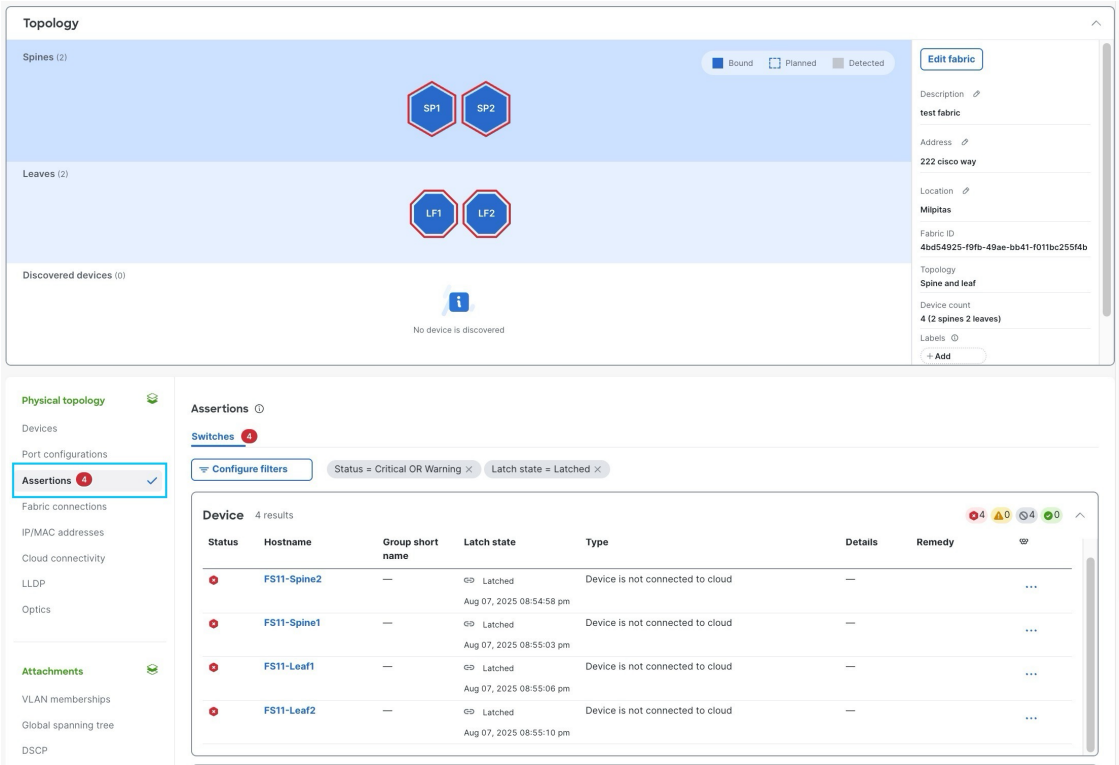 Topology
Spines (2)
Bound Planned Detected
SP1 SP2
Leaves (2)
LF1 LF2
Discovered devices (0)
No device is discovered
Edit fabric
Description
test fabric
Address
222 cisco way
Location
Milpitas
Fabric ID
4bd54925-f9fb-49ae-bb41-f011bc255f4b
Topology
Spine and leaf
Device count
4 (2 spines 2 leaves)
Labels
+ Add
Physical topology
Devices
Port configurations
Assertions 4
Fabric connections
IP/MAC addresses
Cloud connectivity
LLDP
Optics
Attachments
VLAN memberships
Global spanning tree
DSCP
Assertions
Switches 4
Configure filters Status = Critical OR Warning × Latch state = Latched ×
Device 4 results 4 0 4 0
Status Hostname Group short name Latch state Type Details Remedy
FS11-Spine2 — Latched Device is not connected to cloud — ...
Aug 07, 2025 08:54:58 pm
FS11-Spine1 — Latched Device is not connected to cloud — ...
Aug 07, 2025 08:55:03 pm
FS11-Leaf1 — Latched Device is not connected to cloud — ...
Aug 07, 2025 08:55:06 pm
FS11-Leaf2 — Latched Device is not connected to cloud — ...
Aug 07, 2025 08:55:10 pm